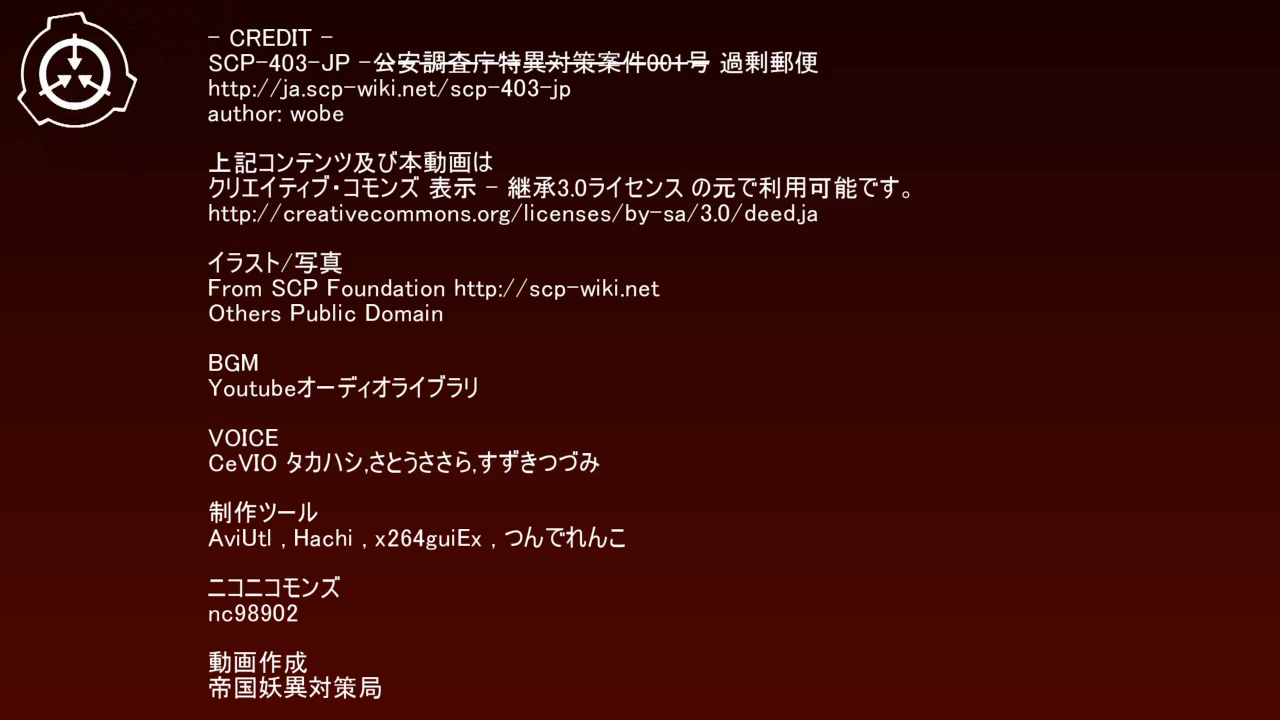 - CREDIT -
SCP-403-JP -公安調査庁特異対策案件001号 過剰郵便
http://ja.scp-wiki.net/scp-403-jp
author: wobe
上記コンテンツ及び本動画は
クリエイティブ・コモンズ 表示 - 継承3.0ライセンス の元で利用可能です。
http://creativecommons.org/licenses/by-sa/3.0/deed.ja
イラスト/写真
From SCP Foundation http://scp-wiki.net
Others Public Domain
BGM
Youtubeオーディオライブラリ
VOICE
CeVIO タカハシ,さとうささら,すずきつづみ
制作ツール
AviUtl , Hachi , x264guiEx , つんでれんこ
ニコニコモンズ
nc98902
動画作成
帝国妖異対策局